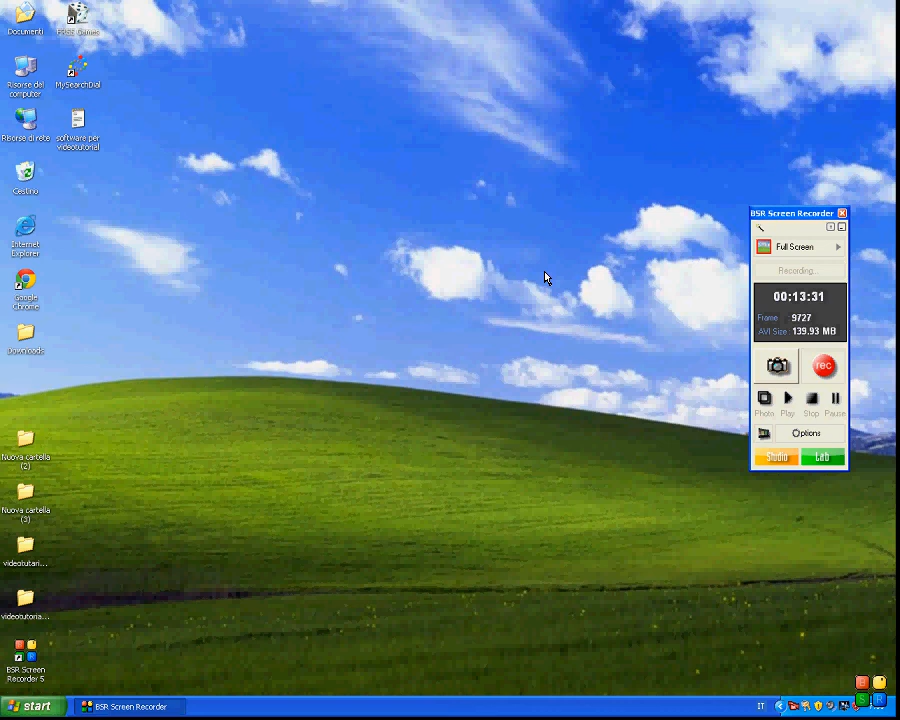 Documenti
FREE Games
Risorse del
computer
MySearchDial
Risorse di rete
software per
videotutorial
Cestino
Internet
Explorer
Google
Chrome
Downloads
Nuova cartella
(2)
Nuova cartella
(3)
videotutari...
videotutoria...
BSR Screen
Recorder 5
BSR Screen Recorder
Full Screen
Recording...
00:13:31
Frame 9727
AVI Size : 139.93 MB
rec
Photo Play Stop Pause
Options
Studio Lab
start
BSR Screen Recorder
IT
B
S R